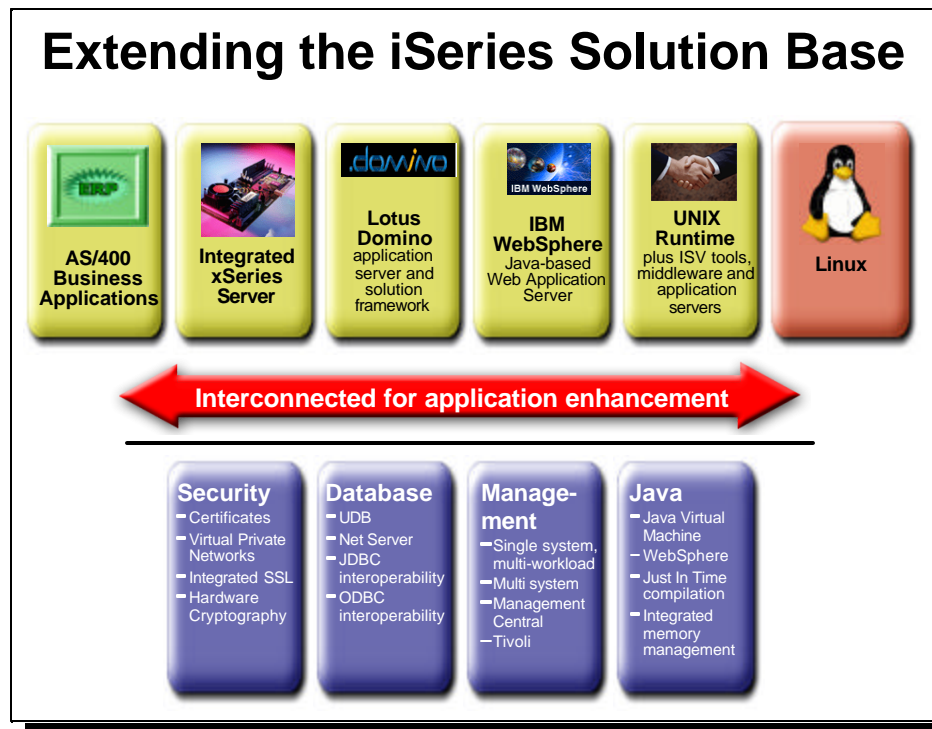 Extending the iSeries Solution Base
ERP
AS/400
Business
Applications
Integrated
xSeries
Server
.domino
Lotus
Domino
application
server and
solution
framework
IBM WebSphere
IBM
WebSphere
Java-based
Web Application
Server
UNIX
Runtime
plus ISV tools,
middleware and
application
servers
Linux
Interconnected for application enhancement
Security
- Certificates
- Virtual Private
Networks
- Integrated SSL
- Hardware
Cryptography
Database
- UDB
- Net Server
- JDBC
interoperability
- ODBC
interoperability
Manage-
ment
- Single system,
multi-workload
- Multi system
- Management
Central
- Tivoli
Java
- Java Virtual
Machine
- WebSphere
- Just In Time
compilation
- Integrated
memory
management